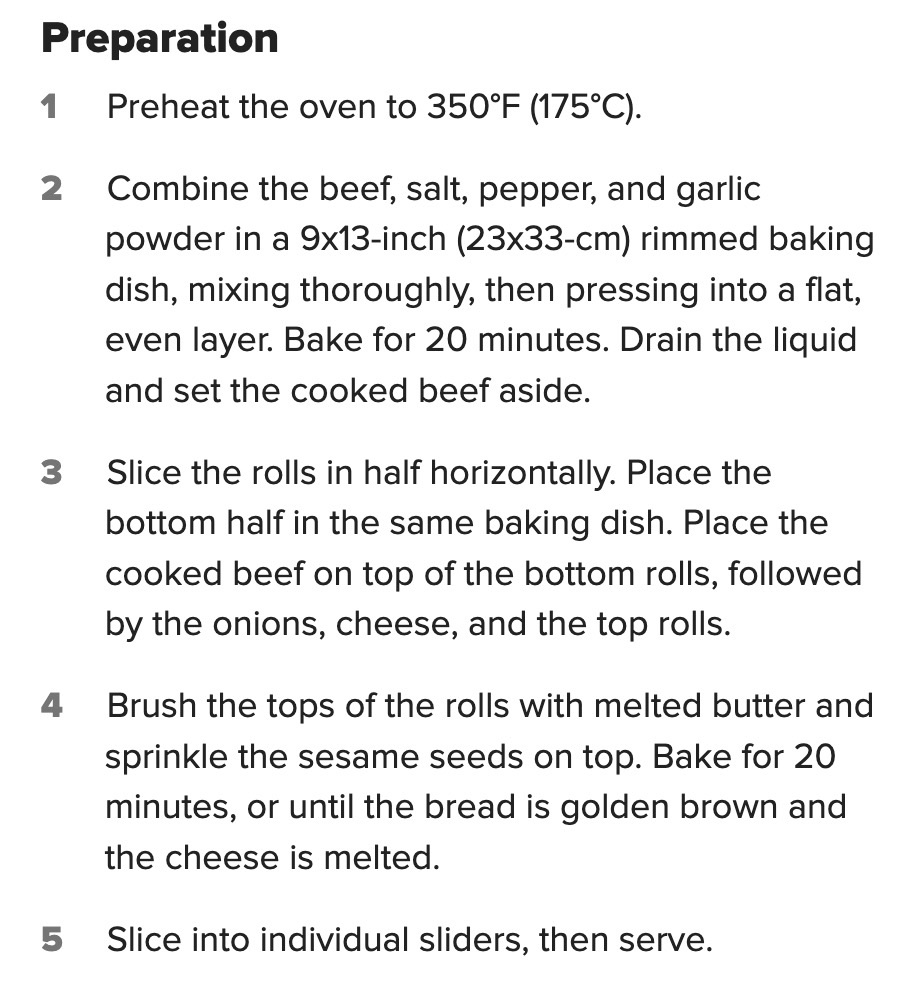 Preparation
1 Preheat the oven to 350°F (175°C).
2 Combine the beef, salt, pepper, and garlic
powder in a 9x13-inch (23x33-cm) rimmed baking
dish, mixing thoroughly, then pressing into a flat,
even layer. Bake for 20 minutes. Drain the liquid
and set the cooked beef aside.
3 Slice the rolls in half horizontally. Place the
bottom half in the same baking dish. Place the
cooked beef on top of the bottom rolls, followed
by the onions, cheese, and the top rolls.
4 Brush the tops of the rolls with melted butter and
sprinkle the sesame seeds on top. Bake for 20
minutes, or until the bread is golden brown and
the cheese is melted.
5 Slice into individual sliders, then serve.